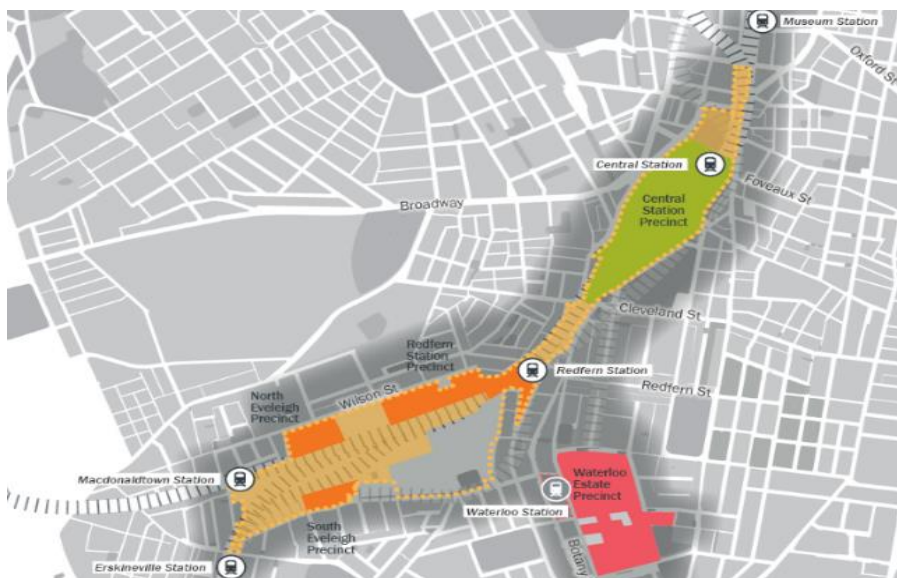 Museum Station
Oxford St
Central Station
Foveaux St
Central
Station
Precinct
Broadway
Cleveland St
Redfern
Station
Precinct
Redfern Station
Redfern St
Wilson St
North
Eveleigh
Precinct
Macdonaldtown Station
Waterloo
Estate
Precinct
Waterloo Station
South
Eveleigh
Precinct
Botany
Erskineville Station